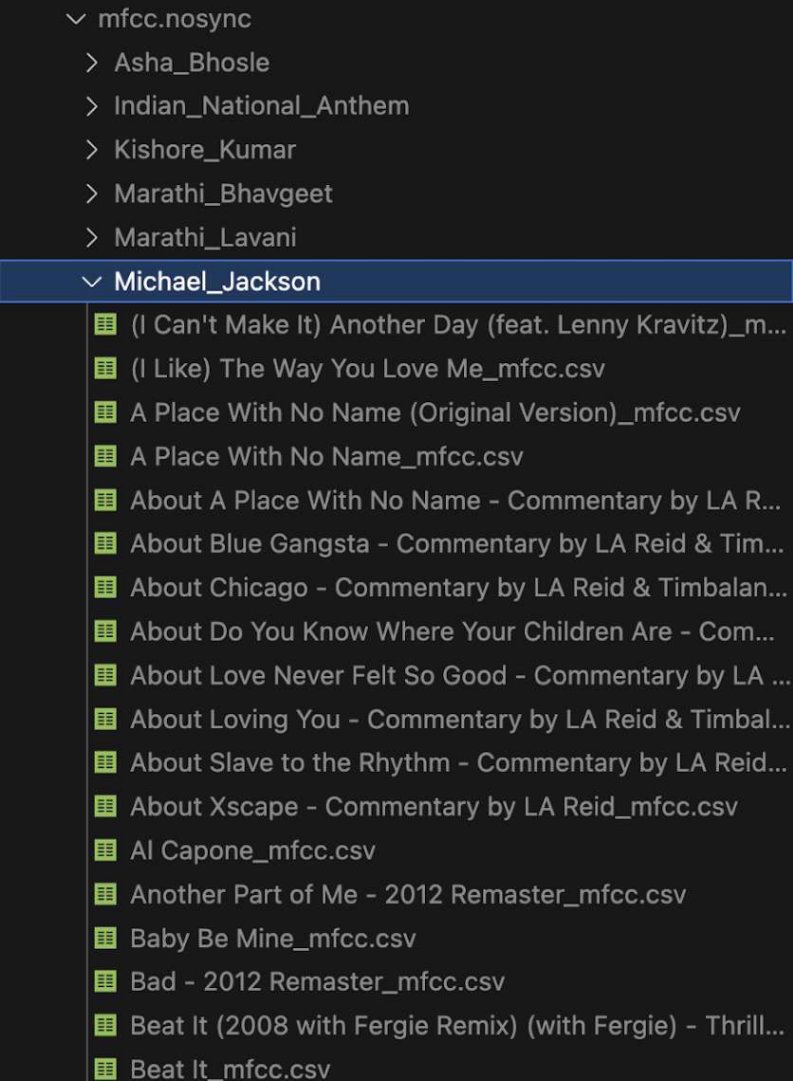 mfcc.nosync
Asha_Bhosle
Indian_National_Anthem
Kishore_Kumar
Marathi_Bhavgeet
Marathi_Lavani
Michael_Jackson
(I Can't Make It) Another Day (feat. Lenny Kravitz)_m...
(I Like) The Way You Love Me_mfcc.csv
A Place With No Name (Original Version)_mfcc.csv
A Place With No Name_mfcc.csv
About A Place With No Name - Commentary by LA R...
About Blue Gangsta - Commentary by LA Reid & Tim...
About Chicago - Commentary by LA Reid & Timbalan...
About Do You Know Where Your Children Are - Com...
About Love Never Felt So Good - Commentary by LA ...
About Loving You - Commentary by LA Reid & Timbal...
About Slave to the Rhythm - Commentary by LA Reid...
About Xscape - Commentary by LA Reid_mfcc.csv
Al Capone_mfcc.csv
Another Part of Me - 2012 Remaster_mfcc.csv
Baby Be Mine_mfcc.csv
Bad - 2012 Remaster_mfcc.csv
Beat It (2008 with Fergie Remix) (with Fergie) - Thrill...
Beat It_mfcc.csv